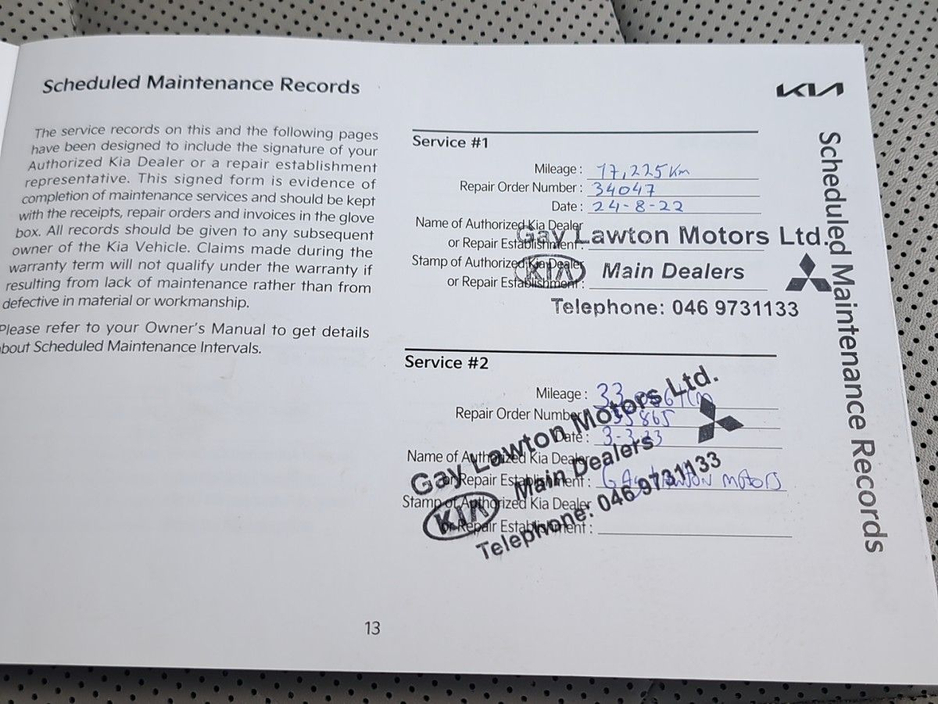 Scheduled Maintenance Records
The service records on this and the following pages
have been designed to include the signature of your
Authorized Kia Dealer or a repair establishment
representative. This signed form is evidence of
completion of maintenance services and should be kept
with the receipts, repair orders and invoices in the glove
box. All records should be given to any subsequent
owner of the Kia Vehicle. Claims made during the
warranty term will not qualify under the warranty if
resulting from lack of maintenance rather than from
defective in material or workmanship.
Please refer to your Owner's Manual to get details
about Scheduled Maintenance Intervals.
13
KIA
Service #1
Mileage : 17,225 Km
Repair Order Number : 34047
Date : 24-8-22
Name of Authorized Kia Dealer
or Repair Establishment :
Gay Lawton Motors Ltd.
Stamp of Authorized Kia Dealer
or Repair Establishment :
KIA Main Dealers
Telephone: 046 9731133
Service #2
Mileage : 33
Repair Order Number
Date : 3-3-23
Name of Authorized Kia Dealer
or Repair Establishment : Gay Lawton Motors
Stamp of Authorized Kia Dealer
or Repair Establishment :
Gay Lawton Motors Ltd.
KIA Main Dealers
Telephone: 046 9731133
Scheduled Maintenance Records